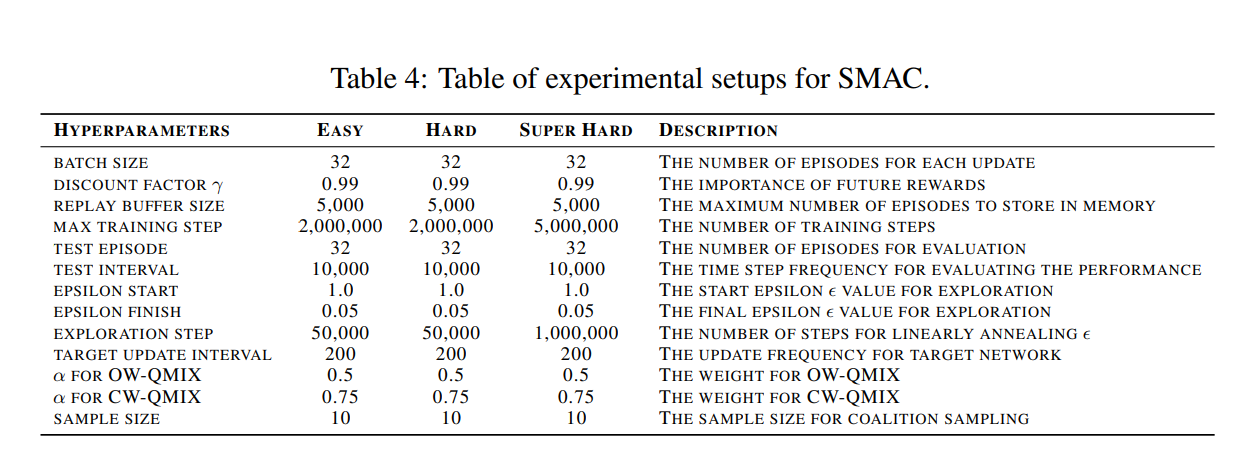 Table 4: Table of experimental setups for SMAC.
HYPERPARAMETERS EASY HARD SUPER HARD DESCRIPTION
BATCH SIZE 32 32 32 THE NUMBER OF EPISODES FOR EACH UPDATE
DISCOUNT FACTOR γ 0.99 0.99 0.99 THE IMPORTANCE OF FUTURE REWARDS
REPLAY BUFFER SIZE 5,000 5,000 5,000 THE MAXIMUM NUMBER OF EPISODES TO STORE IN MEMORY
MAX TRAINING STEP 2,000,000 2,000,000 5,000,000 THE NUMBER OF TRAINING STEPS
TEST EPISODE 32 32 32 THE NUMBER OF EPISODES FOR EVALUATION
TEST INTERVAL 10,000 10,000 10,000 THE TIME STEP FREQUENCY FOR EVALUATING THE PERFORMANCE
EPSILON START 1.0 1.0 1.0 THE START EPSILON ϵ VALUE FOR EXPLORATION
EPSILON FINISH 0.05 0.05 0.05 THE FINAL EPSILON ϵ VALUE FOR EXPLORATION
EXPLORATION STEP 50,000 50,000 1,000,000 THE NUMBER OF STEPS FOR LINEARLY ANNEALING ϵ
TARGET UPDATE INTERVAL 200 200 200 THE UPDATE FREQUENCY FOR TARGET NETWORK
α FOR OW-QMIX 0.5 0.5 0.5 THE WEIGHT FOR OW-QMIX
α FOR CW-QMIX 0.75 0.75 0.75 THE WEIGHT FOR CW-QMIX
SAMPLE SIZE 10 10 10 THE SAMPLE SIZE FOR COALITION SAMPLING